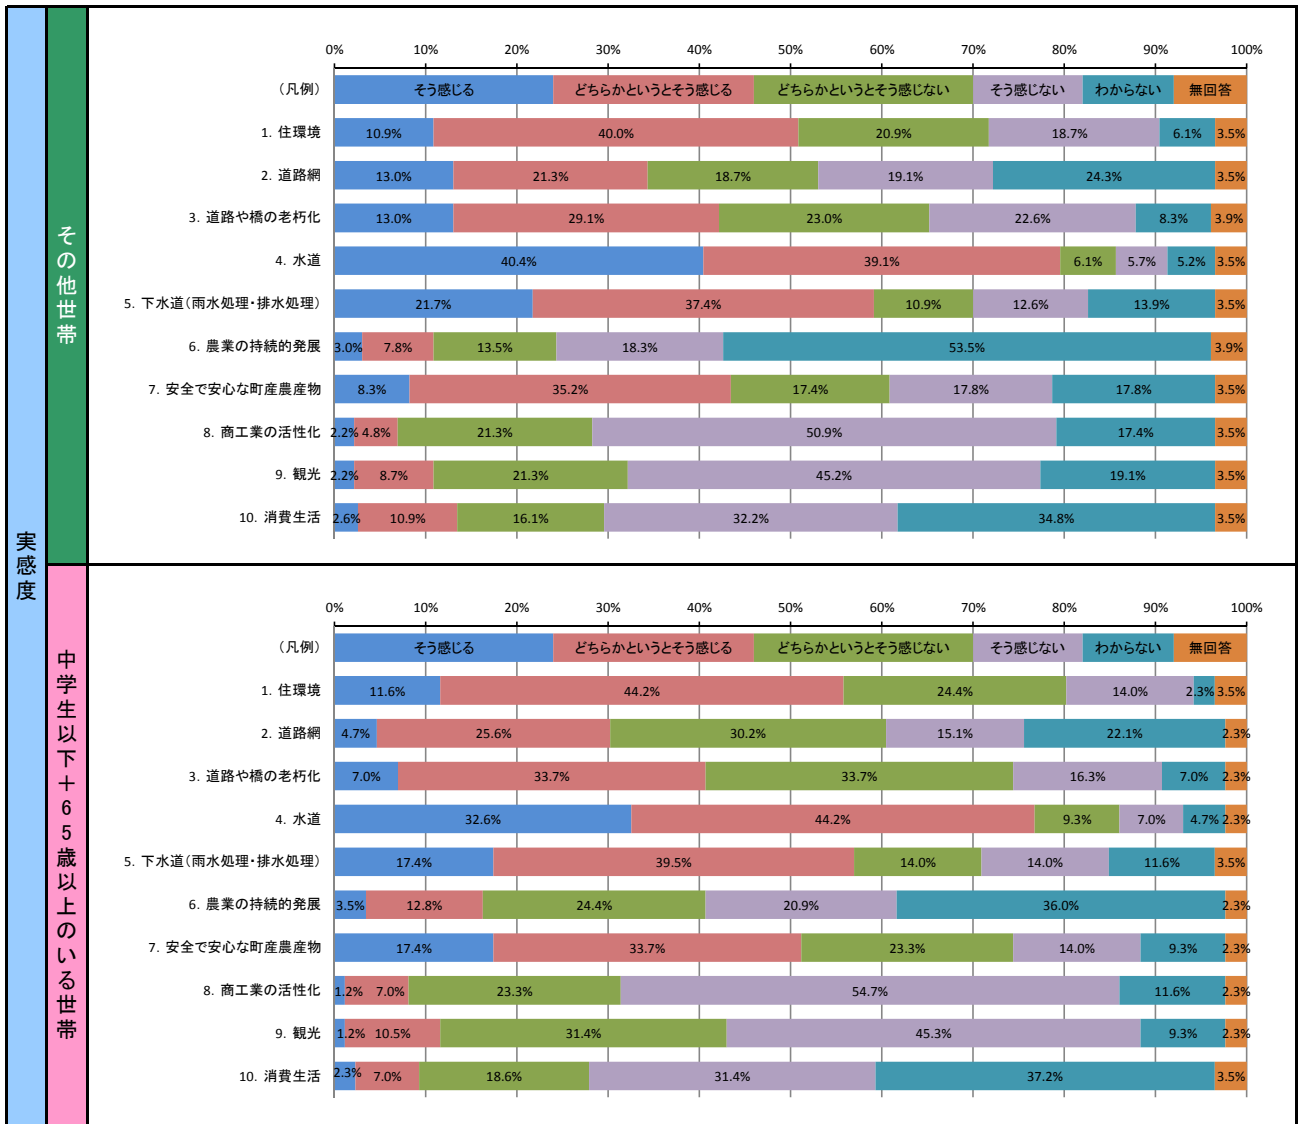 実感度
その他世帯
0% 10% 20% 30% 40% 50% 60% 70% 80% 90% 100%
（凡例） そう感じる どちらかというとそう感じる どちらかというとそう感じない そう感じない わからない 無回答
1. 住環境 10.9% 40.0% 20.9% 18.7% 6.1% 3.5%
2. 道路網 13.0% 21.3% 18.7% 19.1% 24.3% 3.5%
3. 道路や橋の老朽化 13.0% 29.1% 23.0% 22.6% 8.3% 3.9%
4. 水道 40.4% 39.1% 6.1% 5.7% 5.2% 3.5%
5. 下水道（雨水処理・排水処理） 21.7% 37.4% 10.9% 12.6% 13.9% 3.5%
6. 農業の持続的発展 3.0% 7.8% 13.5% 18.3% 53.5% 3.9%
7. 安全で安心な町産農産物 8.3% 35.2% 17.4% 17.8% 17.8% 3.5%
8. 商工業の活性化 2.2% 4.8% 21.3% 50.9% 17.4% 3.5%
9. 観光 2.2% 8.7% 21.3% 45.2% 19.1% 3.5%
10. 消費生活 2.6% 10.9% 16.1% 32.2% 34.8% 3.5%
中学生以下＋65歳以上のいる世帯
0% 10% 20% 30% 40% 50% 60% 70% 80% 90% 100%
（凡例） そう感じる どちらかというとそう感じる どちらかというとそう感じない そう感じない わからない 無回答
1. 住環境 11.6% 44.2% 24.4% 14.0% 2.3% 3.5%
2. 道路網 4.7% 25.6% 30.2% 15.1% 22.1% 2.3%
3. 道路や橋の老朽化 7.0% 33.7% 33.7% 16.3% 7.0% 2.3%
4. 水道 32.6% 44.2% 9.3% 7.0% 4.7% 2.3%
5. 下水道（雨水処理・排水処理） 17.4% 39.5% 14.0% 14.0% 11.6% 3.5%
6. 農業の持続的発展 3.5% 12.8% 24.4% 20.9% 36.0% 2.3%
7. 安全で安心な町産農産物 17.4% 33.7% 23.3% 14.0% 9.3% 2.3%
8. 商工業の活性化 1.2% 7.0% 23.3% 54.7% 11.6% 2.3%
9. 観光 1.2% 10.5% 31.4% 45.3% 9.3% 2.3%
10. 消費生活 2.3% 7.0% 18.6% 31.4% 37.2% 3.5%